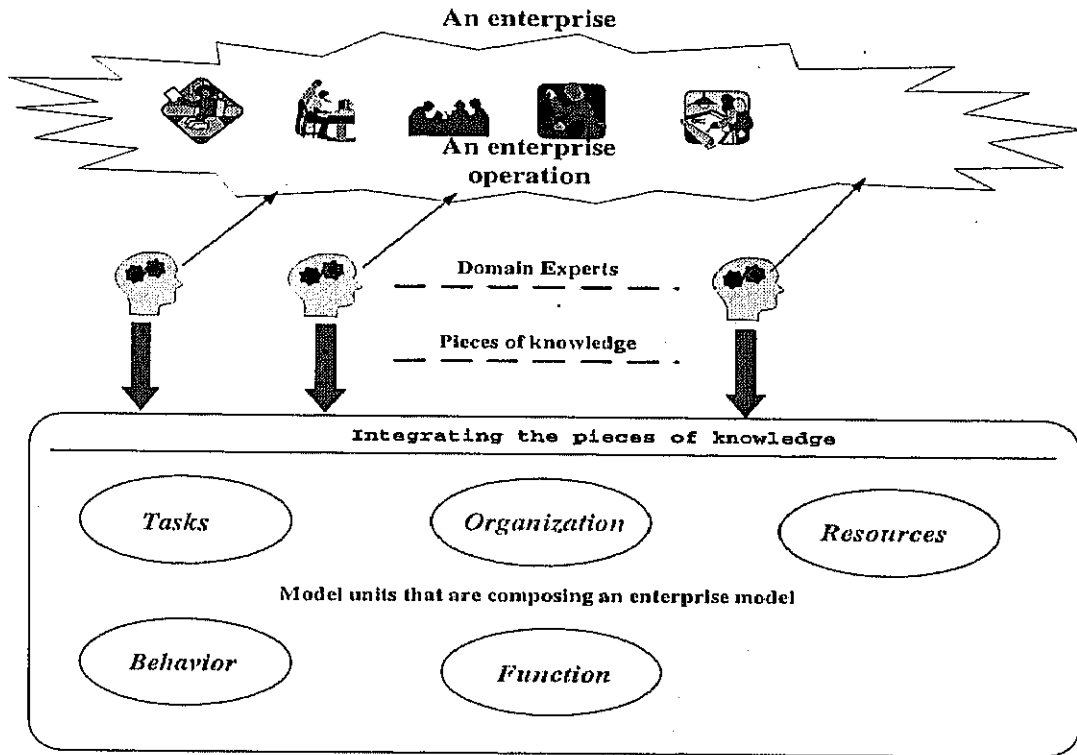 An enterprise
An enterprise
operation
Domain Experts
Pieces of knowledge
Integrating the pieces of knowledge
Tasks
Organization
Resources
Model units that are composing an enterprise model
Behavior
Function